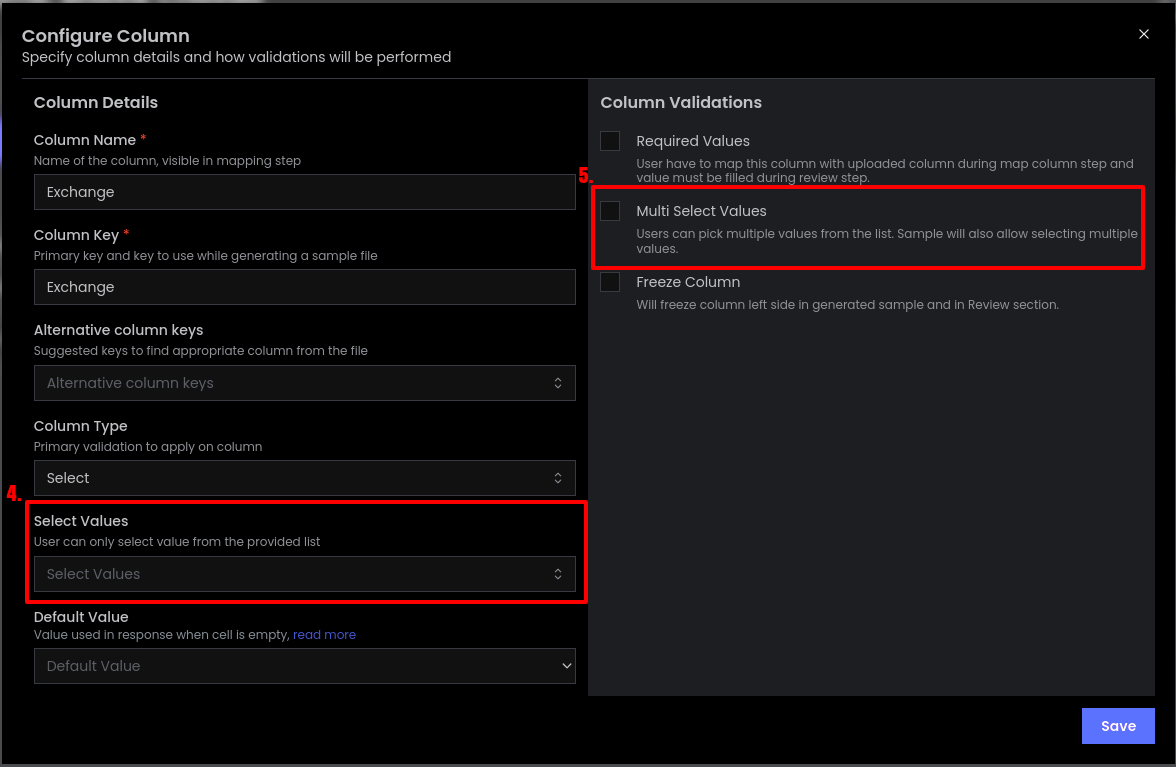 Configure Column
Specify column details and how validations will be performed
Column Details
Column Name *
Name of the column, visible in mapping step
Exchange
Column Key *
Primary key and key to use while generating a sample file
Exchange
Alternative column keys
Suggested keys to find appropriate column from the file
Alternative column keys
Column Type
Primary validation to apply on column
Select
4.
Select Values
User can only select value from the provided list
Select Values
Default Value
Value used in response when cell is empty, read more
Default Value
Column Validations
Required Values
User have to map this column with uploaded column during map column step and
value must be filled during review step.
5.
Multi Select Values
Users can pick multiple values from the list. Sample will also allow selecting multiple
values.
Freeze Column
Will freeze column left side in generated sample and in Review section.
Save